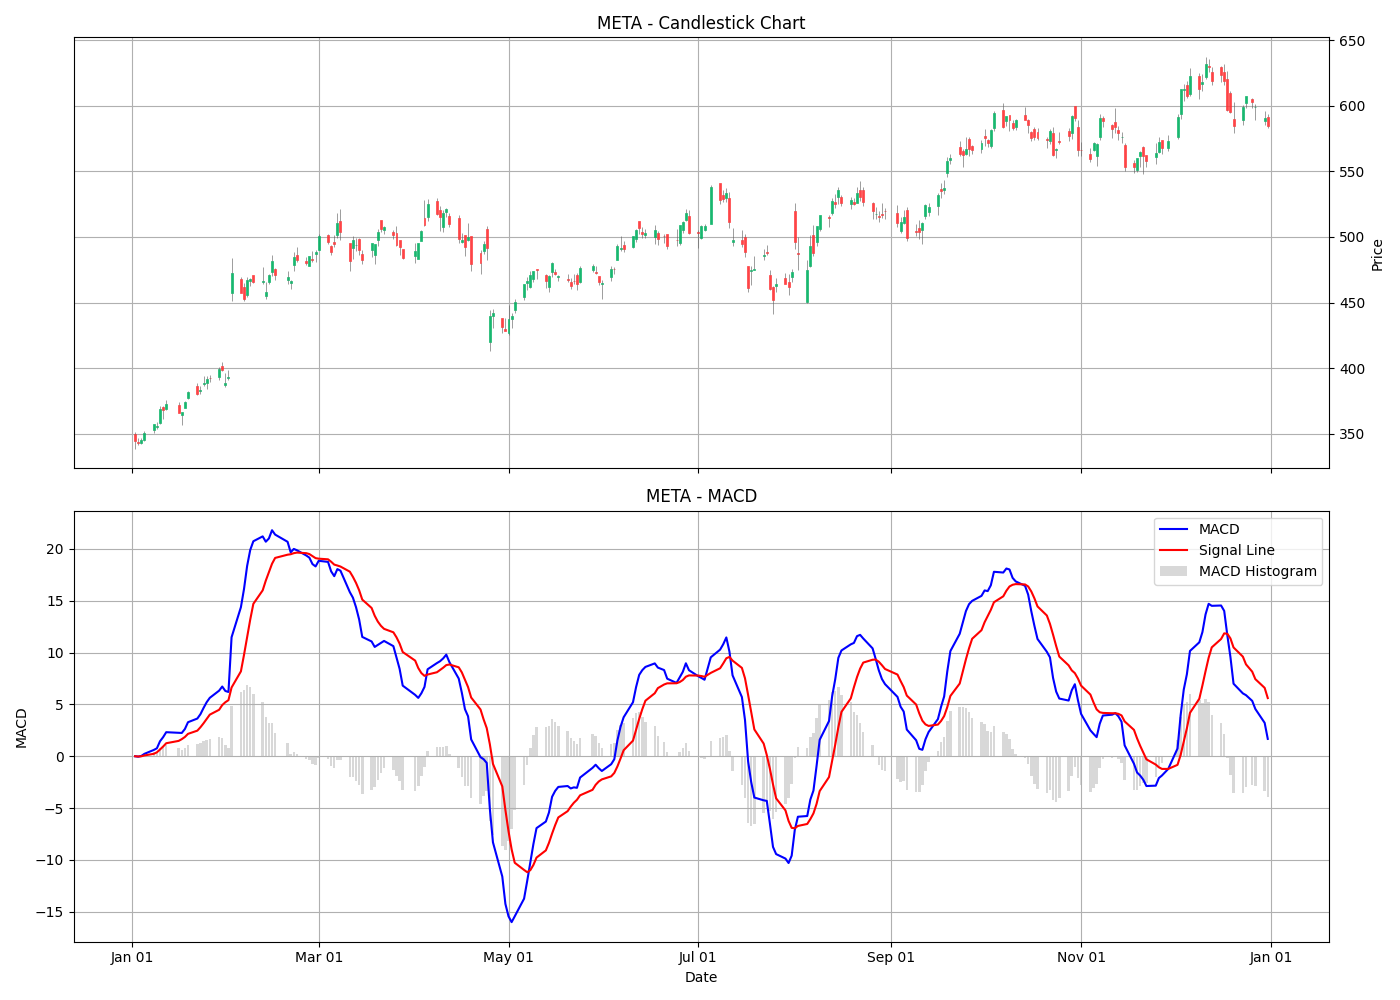 META - Candlestick Chart
650
600
550
500
450
400
350
Price
META - MACD
MACD
Signal Line
MACD Histogram
20
15
10
5
0
−5
−10
−15
MACD
Jan 01
Mar 01
May 01
Jul 01
Sep 01
Nov 01
Jan 01
Date